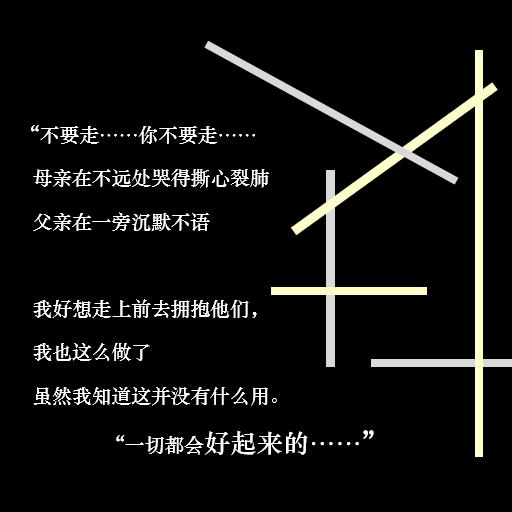 “不要走……你不要走……
母亲在不远处哭得撕心裂肺
父亲在一旁沉默不语
我好想走上前去拥抱他们，
我也这么做了
虽然我知道这并没有什么用。
“一切都会好起来的……”